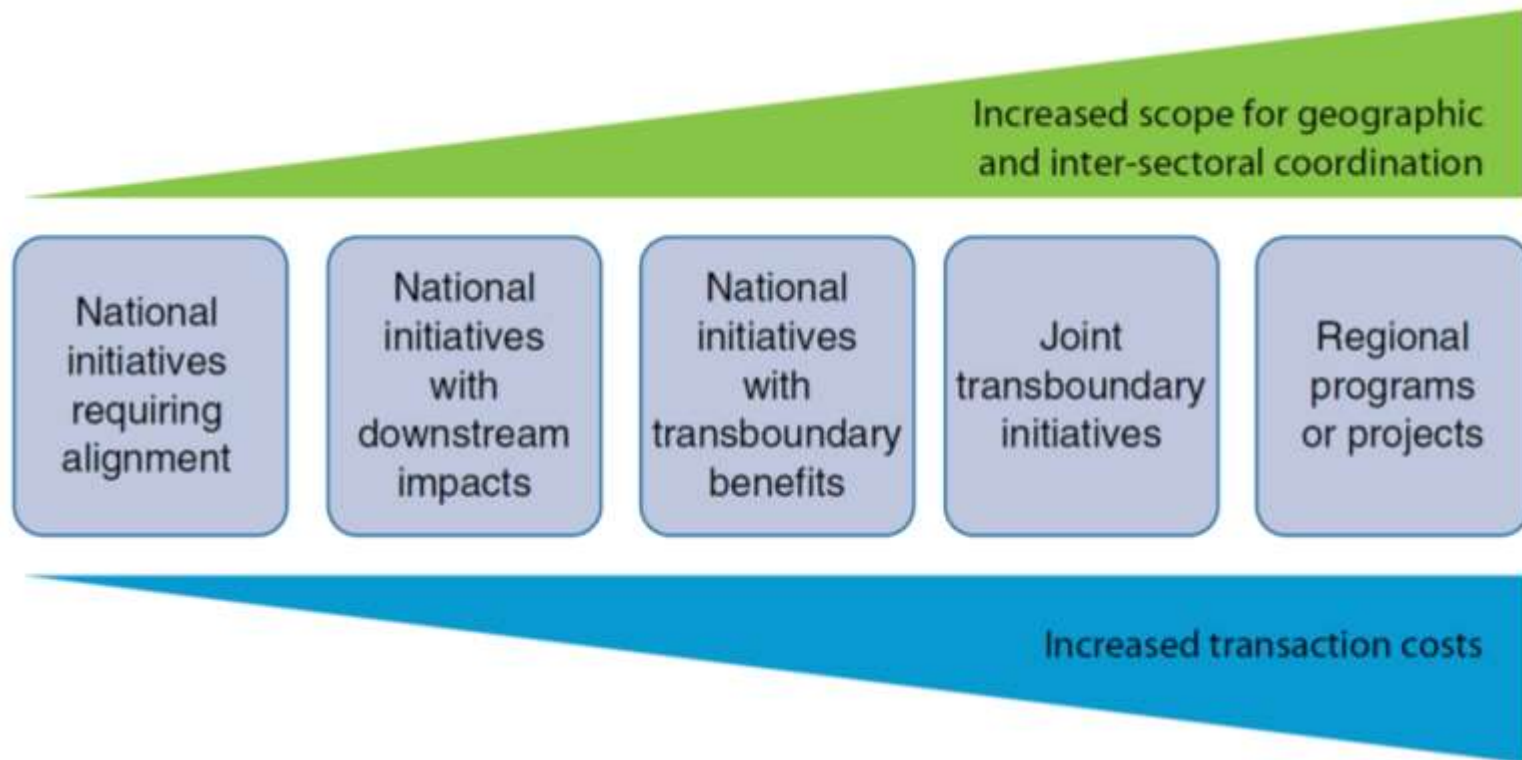 Increased scope for geographic
and inter-sectoral coordination
National
initiatives
requiring
alignment
National
initiatives
with
downstream
impacts
National
initiatives
with
transboundary
benefits
Joint
transboundary
initiatives
Regional
programs
or projects
Increased transaction costs